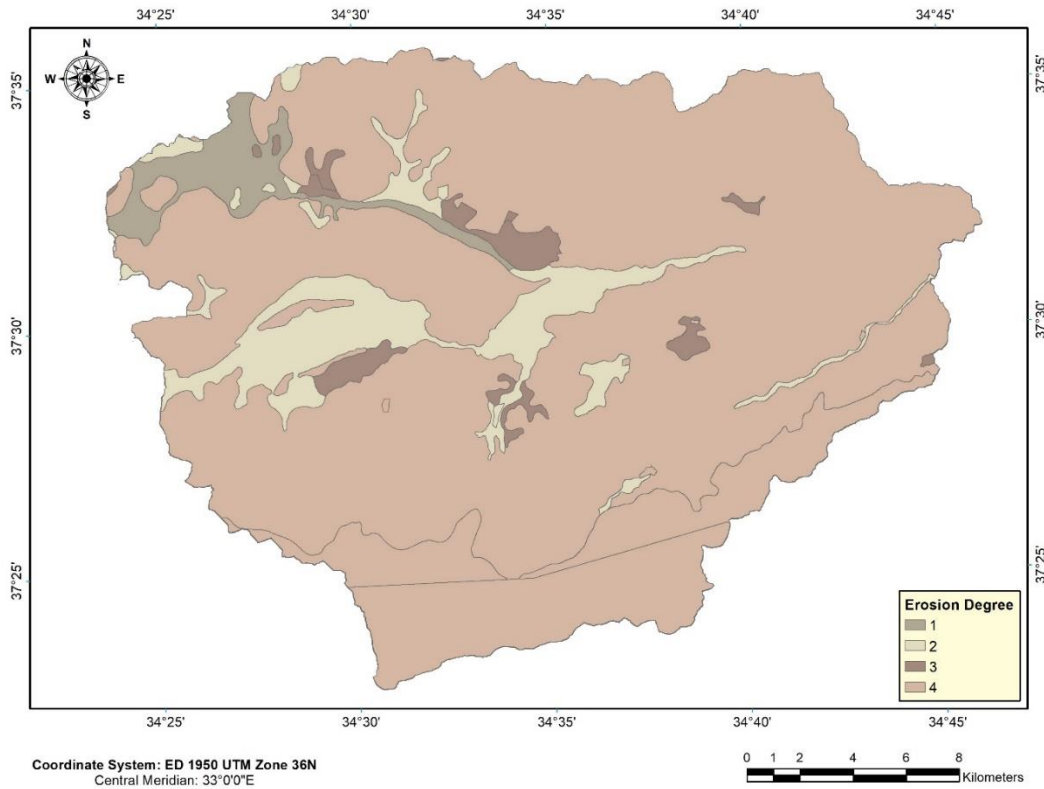 34°25' 34°30' 34°35' 34°40' 34°45'
N
W E
S
37°35' 37°35'
37°30' 37°30'
37°25' 37°25'
Erosion Degree
1
2
3
4
34°25' 34°30' 34°35' 34°40' 34°45'
Coordinate System: ED 1950 UTM Zone 36N
Central Meridian: 33°0'0"E
0 1 2 4 6 8
Kilometers